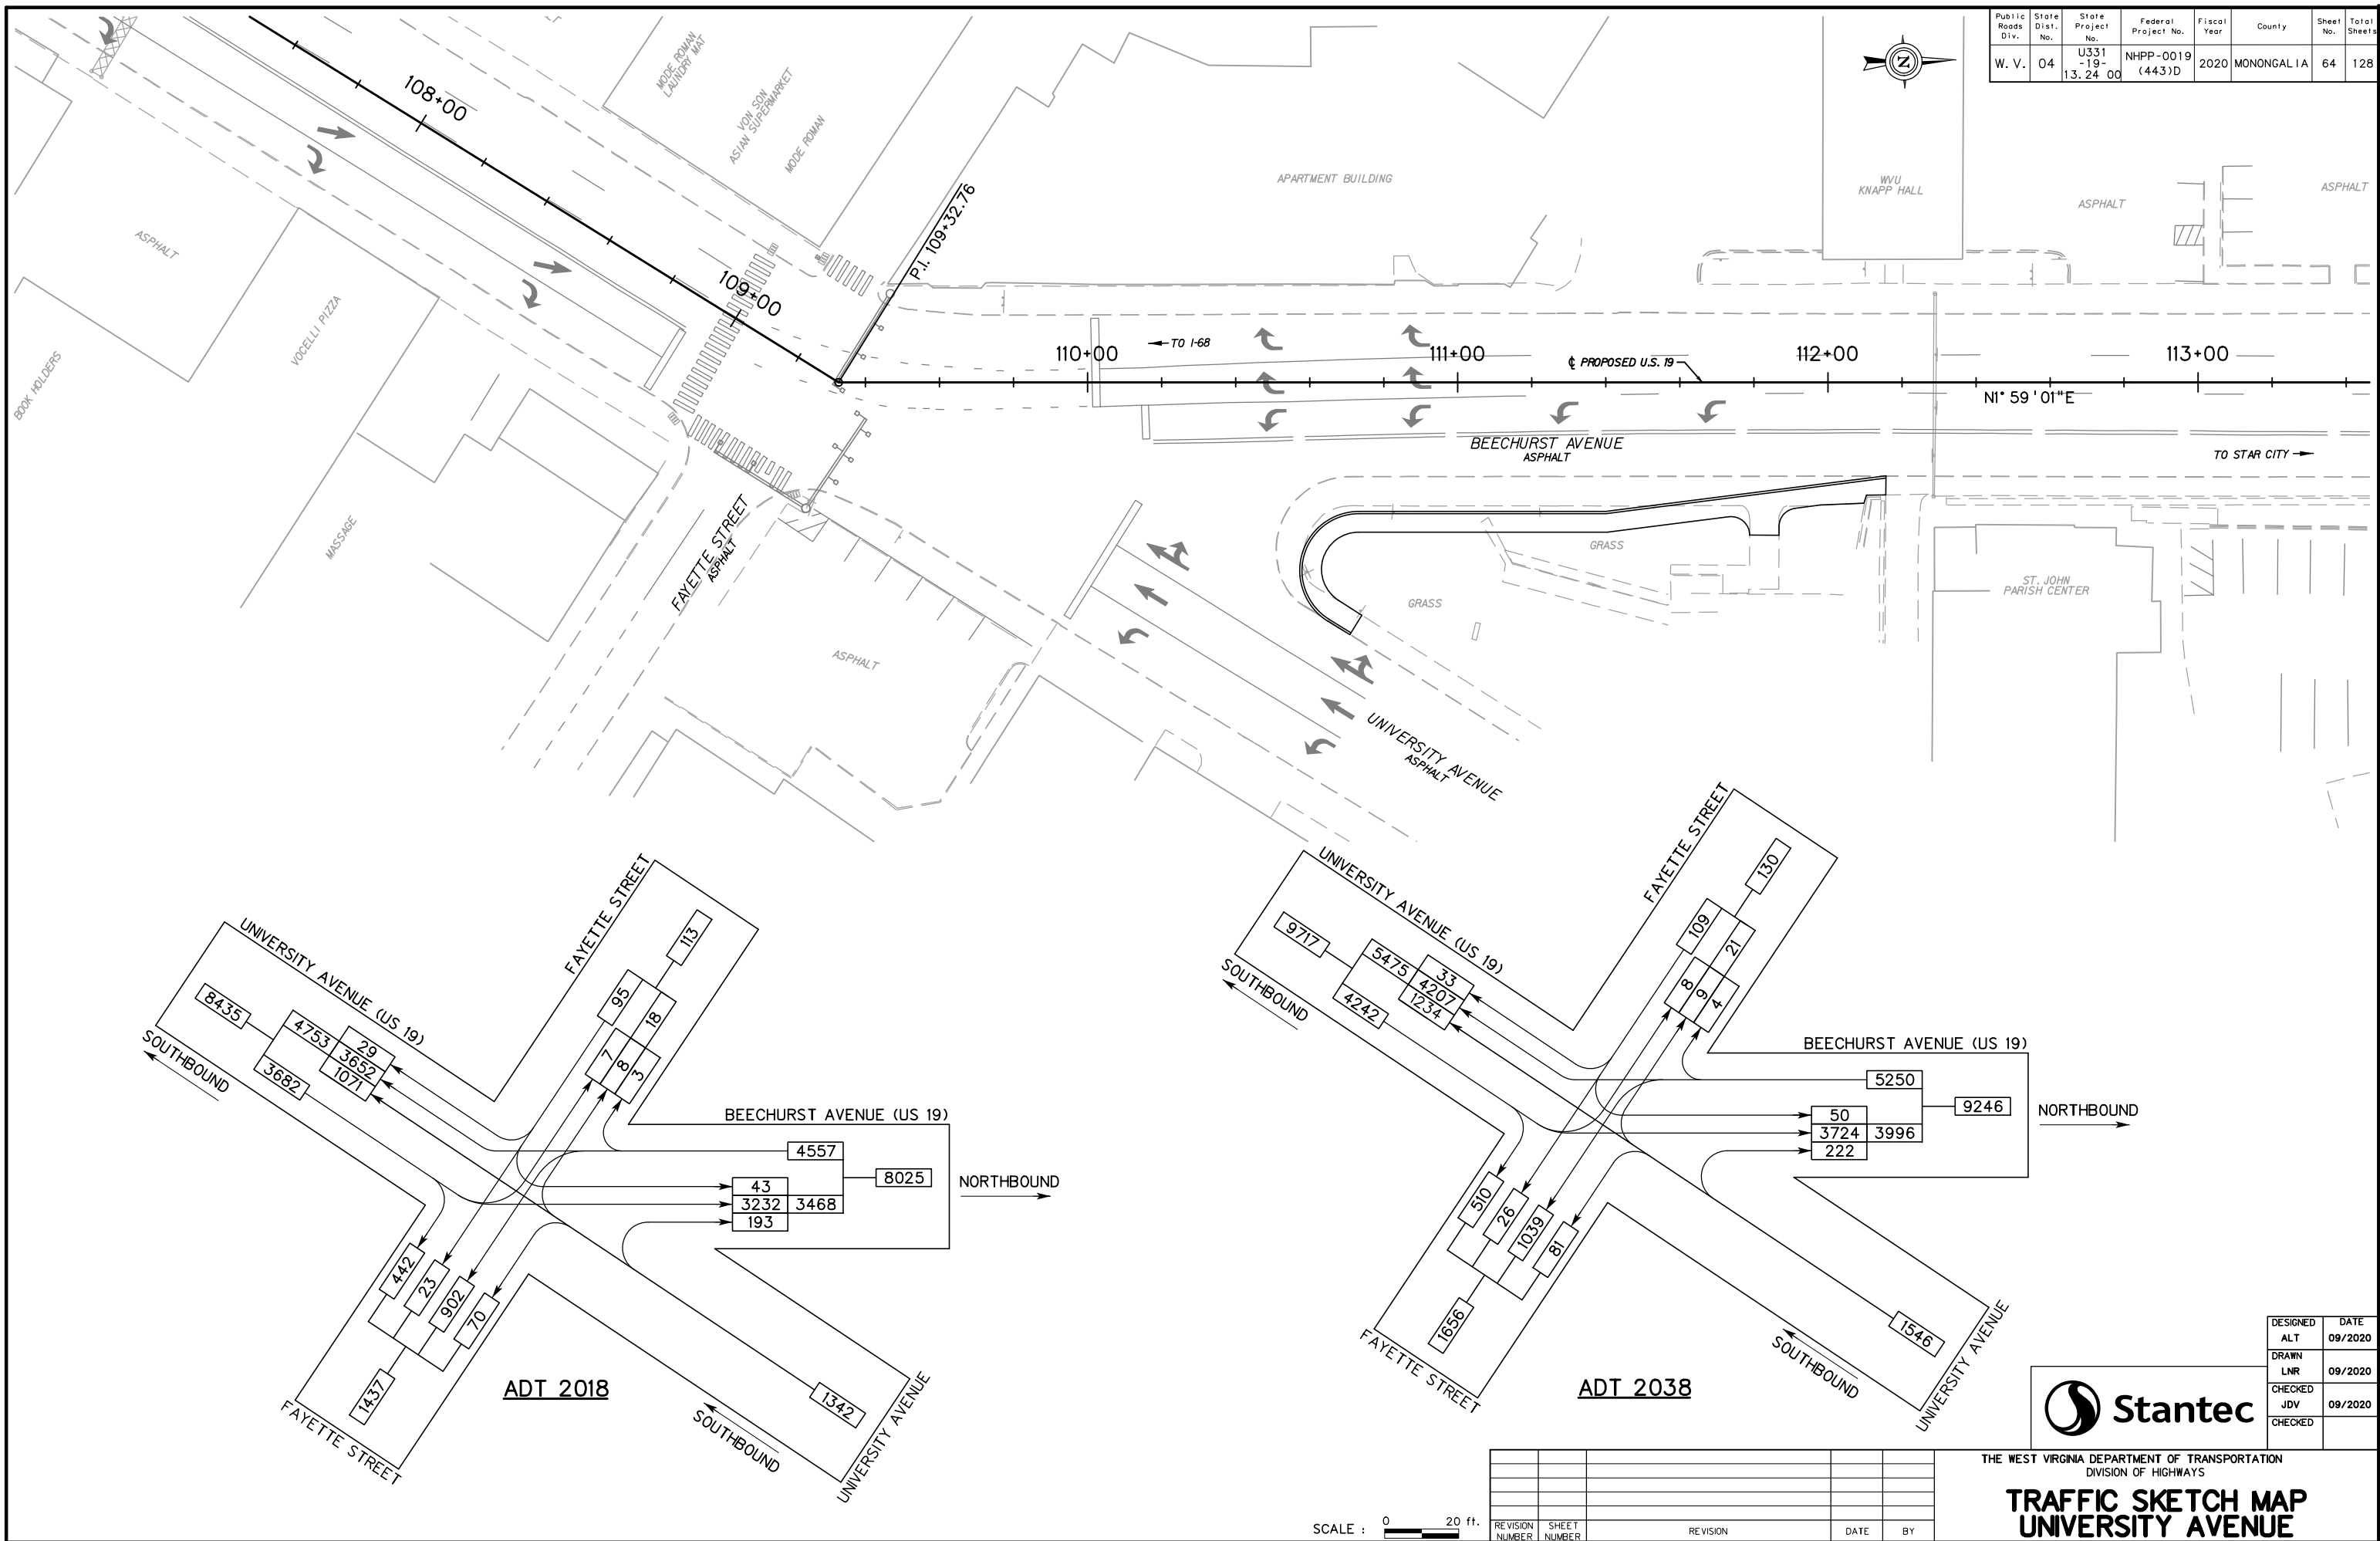 Public Roads Div.
State Dist. No.
State Project No.
Federal Project No.
Fiscal Year
County
Sheet No.
Total Sheets
W. V.
04
U331 -19- 13.24 00
NHPP-0019 (443)D
2020
MONONGALIA
64
128
108+00
109+00
P.I. 109+32.76
110+00
111+00
112+00
113+00
N
MODE ROMAN
LAUNDRY MAT
VON SON
ASIAN SUPERMARKET
MODE ROMAN
APARTMENT BUILDING
WVU
KNAPP HALL
ASPHALT
ASPHALT
ASPHALT
VOCELLI PIZZA
BOOK HOLDERS
MASSAGE
TO I-68
℄ PROPOSED U.S. 19
N1° 59 ' 01"E
BEECHURST AVENUE
ASPHALT
TO STAR CITY
FAYETTE STREET
ASPHALT
ASPHALT
GRASS
GRASS
ST. JOHN
PARISH CENTER
UNIVERSITY AVENUE
ASPHALT
UNIVERSITY AVENUE (US 19)
FAYETTE STREET
SOUTHBOUND
8435
4753
3682
29
3652
1071
113
95
18
7
8
3
BEECHURST AVENUE (US 19)
4557
8025
43
3232
3468
193
NORTHBOUND
442
23
902
70
1437
FAYETTE STREET
ADT 2018
1342
SOUTHBOUND
UNIVERSITY AVENUE
UNIVERSITY AVENUE (US 19)
FAYETTE STREET
SOUTHBOUND
9717
5475
4242
33
4207
1234
130
109
21
8
9
4
BEECHURST AVENUE (US 19)
5250
9246
50
3724
3996
222
NORTHBOUND
510
26
1039
81
1656
FAYETTE STREET
ADT 2038
1546
SOUTHBOUND
UNIVERSITY AVENUE
DESIGNED
DATE
ALT
09/2020
DRAWN
LNR
09/2020
CHECKED
JDV
09/2020
CHECKED
Stantec
THE WEST VIRGINIA DEPARTMENT OF TRANSPORTATION
DIVISION OF HIGHWAYS
TRAFFIC SKETCH MAP
UNIVERSITY AVENUE
SCALE :
0
20 ft.
REVISION NUMBER
SHEET NUMBER
REVISION
DATE
BY